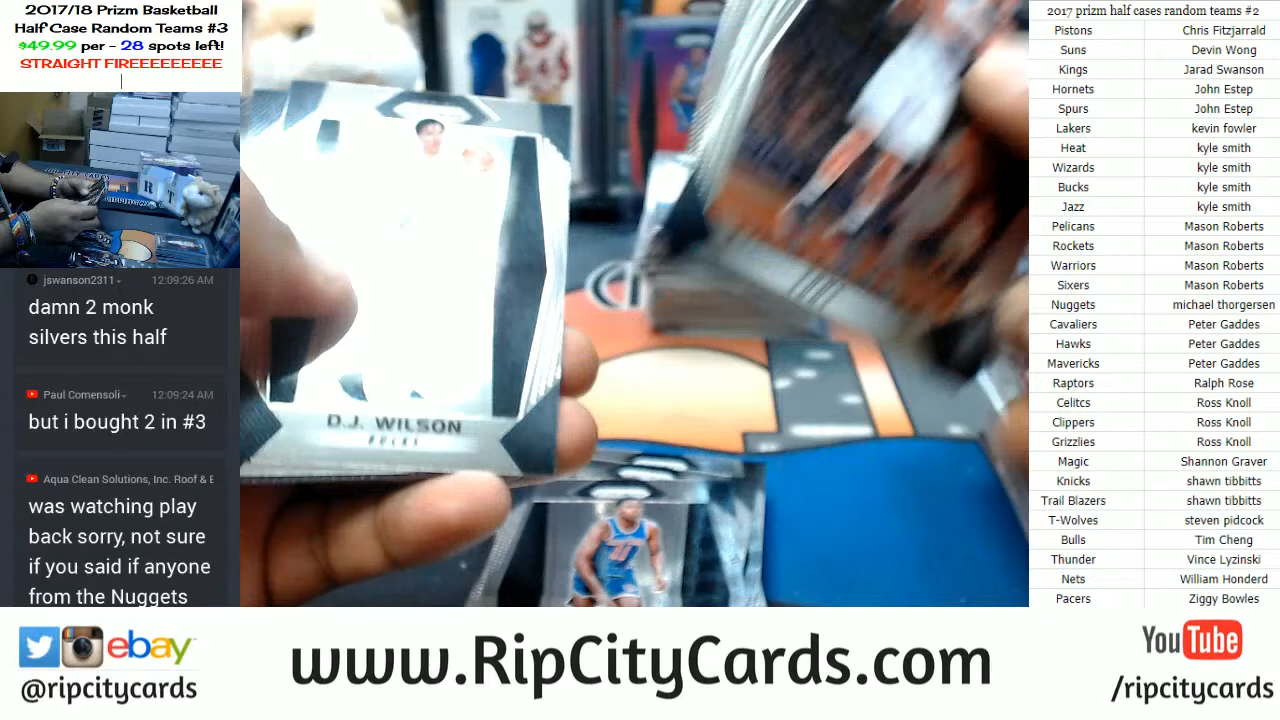 2017/18 Prizm Basketball
Half Case Random Teams #3
$49.99 per - 28 spots left!
STRAIGHT FIREEEEEEEEE
jswanson2311
12:09:26 AM
damn 2 monk
silvers this half
Paul Comensoli
12:09:24 AM
but i bought 2 in #3
Aqua Clean Solutions, Inc. Roof & E
was watching play
back sorry, not sure
if you said if anyone
from the Nuggets
D.J. WILSON
BUCKS
2017 prizm half cases random teams #2
Pistons Chris Fitzjarrald
Suns Devin Wong
Kings Jarad Swanson
Hornets John Estep
Spurs John Estep
Lakers kevin fowler
Heat kyle smith
Wizards kyle smith
Bucks kyle smith
Jazz kyle smith
Pelicans Mason Roberts
Rockets Mason Roberts
Warriors Mason Roberts
Sixers Mason Roberts
Nuggets michael thorgersen
Cavaliers Peter Gaddes
Hawks Peter Gaddes
Mavericks Peter Gaddes
Raptors Ralph Rose
Celitcs Ross Knoll
Clippers Ross Knoll
Grizzlies Ross Knoll
Magic Shannon Graver
Knicks shawn tibbitts
Trail Blazers shawn tibbitts
T-Wolves steven pidcock
Bulls Tim Cheng
Thunder Vince Lyzinski
Nets William Honderd
Pacers Ziggy Bowles
ebay
@ripcitycards
www.RipCityCards.com
YouTube
/ripcitycards